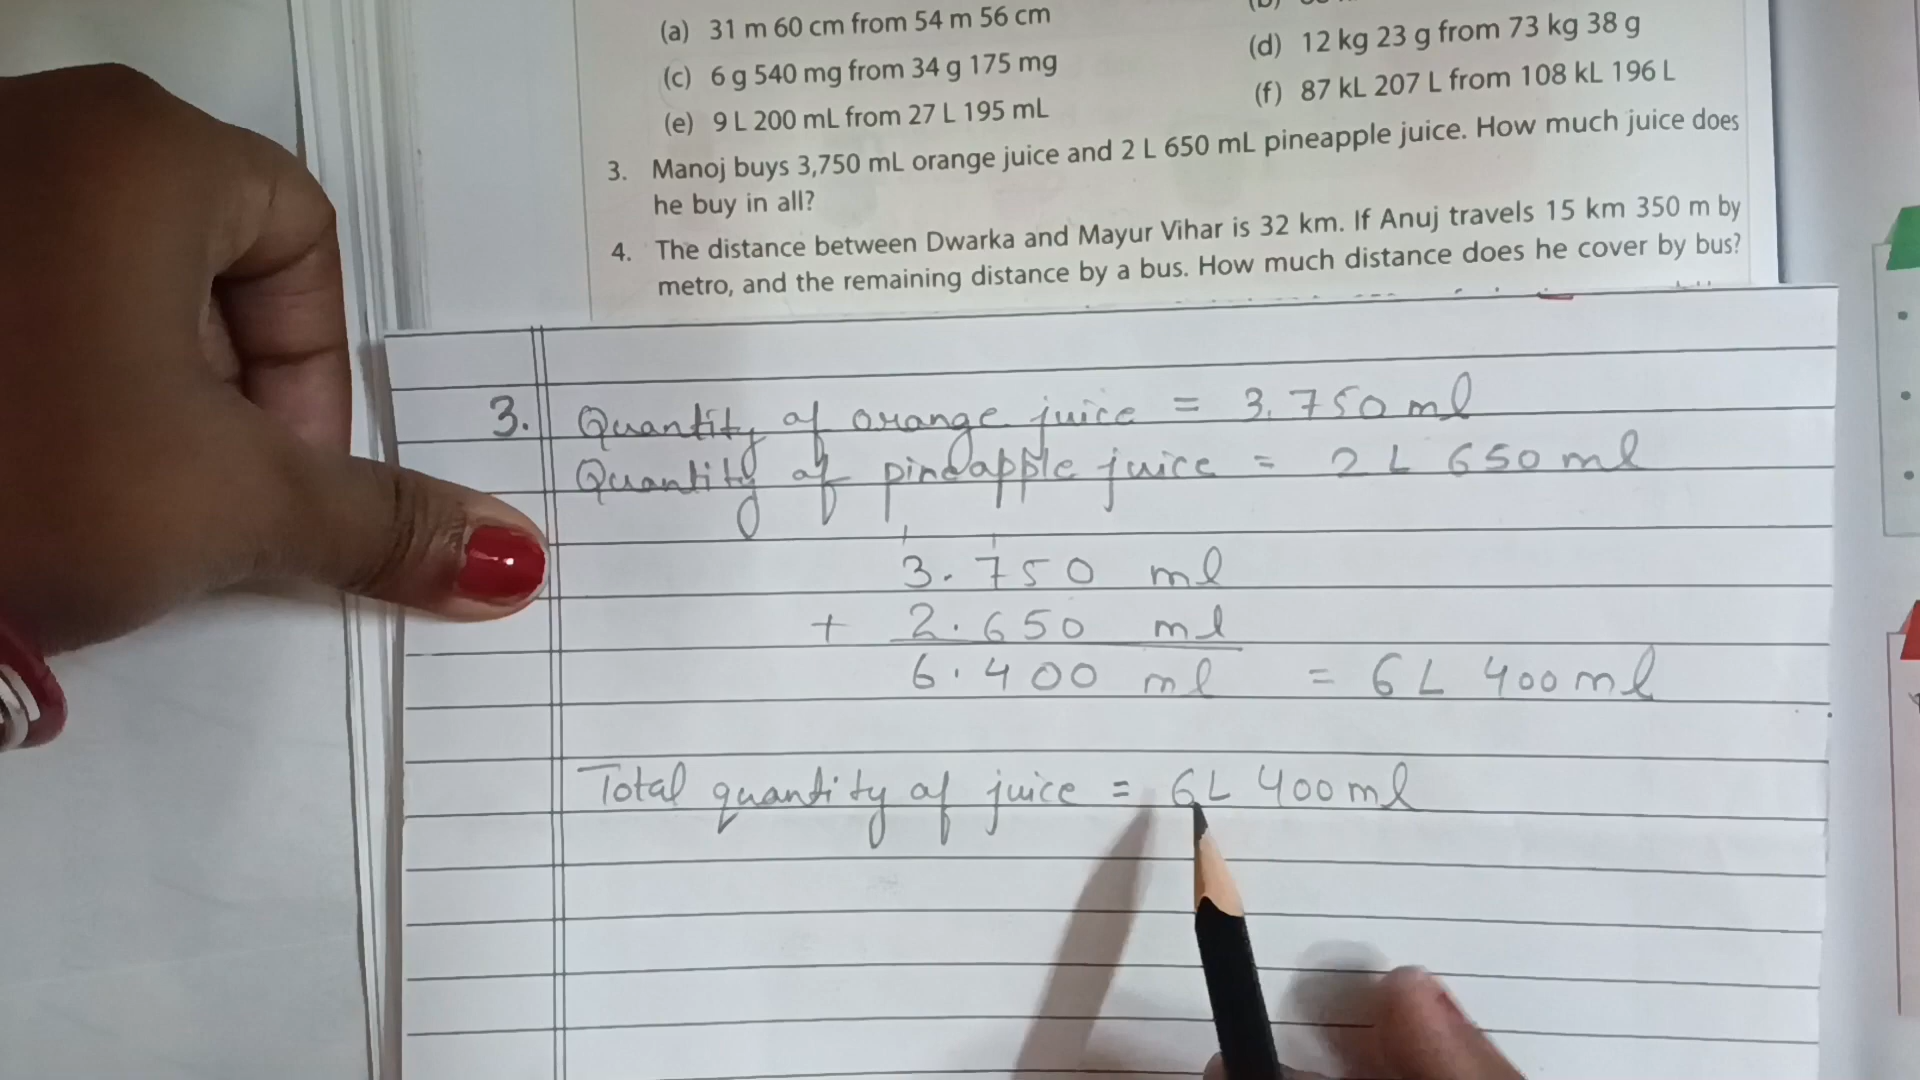 (a) 31 m 60 cm from 54 m 56 cm
(c) 6 g 540 mg from 34 g 175 mg
(e) 9 L 200 mL from 27 L 195 mL
(d) 12 kg 23 g from 73 kg 38 g
(f) 87 kL 207 L from 108 kL 196 L
3. Manoj buys 3,750 mL orange juice and 2 L 650 mL pineapple juice. How much juice does
he buy in all?
4. The distance between Dwarka and Mayur Vihar is 32 km. If Anuj travels 15 km 350 m by
metro, and the remaining distance by a bus. How much distance does he cover by bus?
3. Quantity of orange juice = 3.750 ml
Quantity of pineapple juice = 2 L 650 ml
1 1
3.750 ml
+ 2.650 ml
6.400 ml = 6 L 400 ml
Total quantity of juice = 6L 400 ml